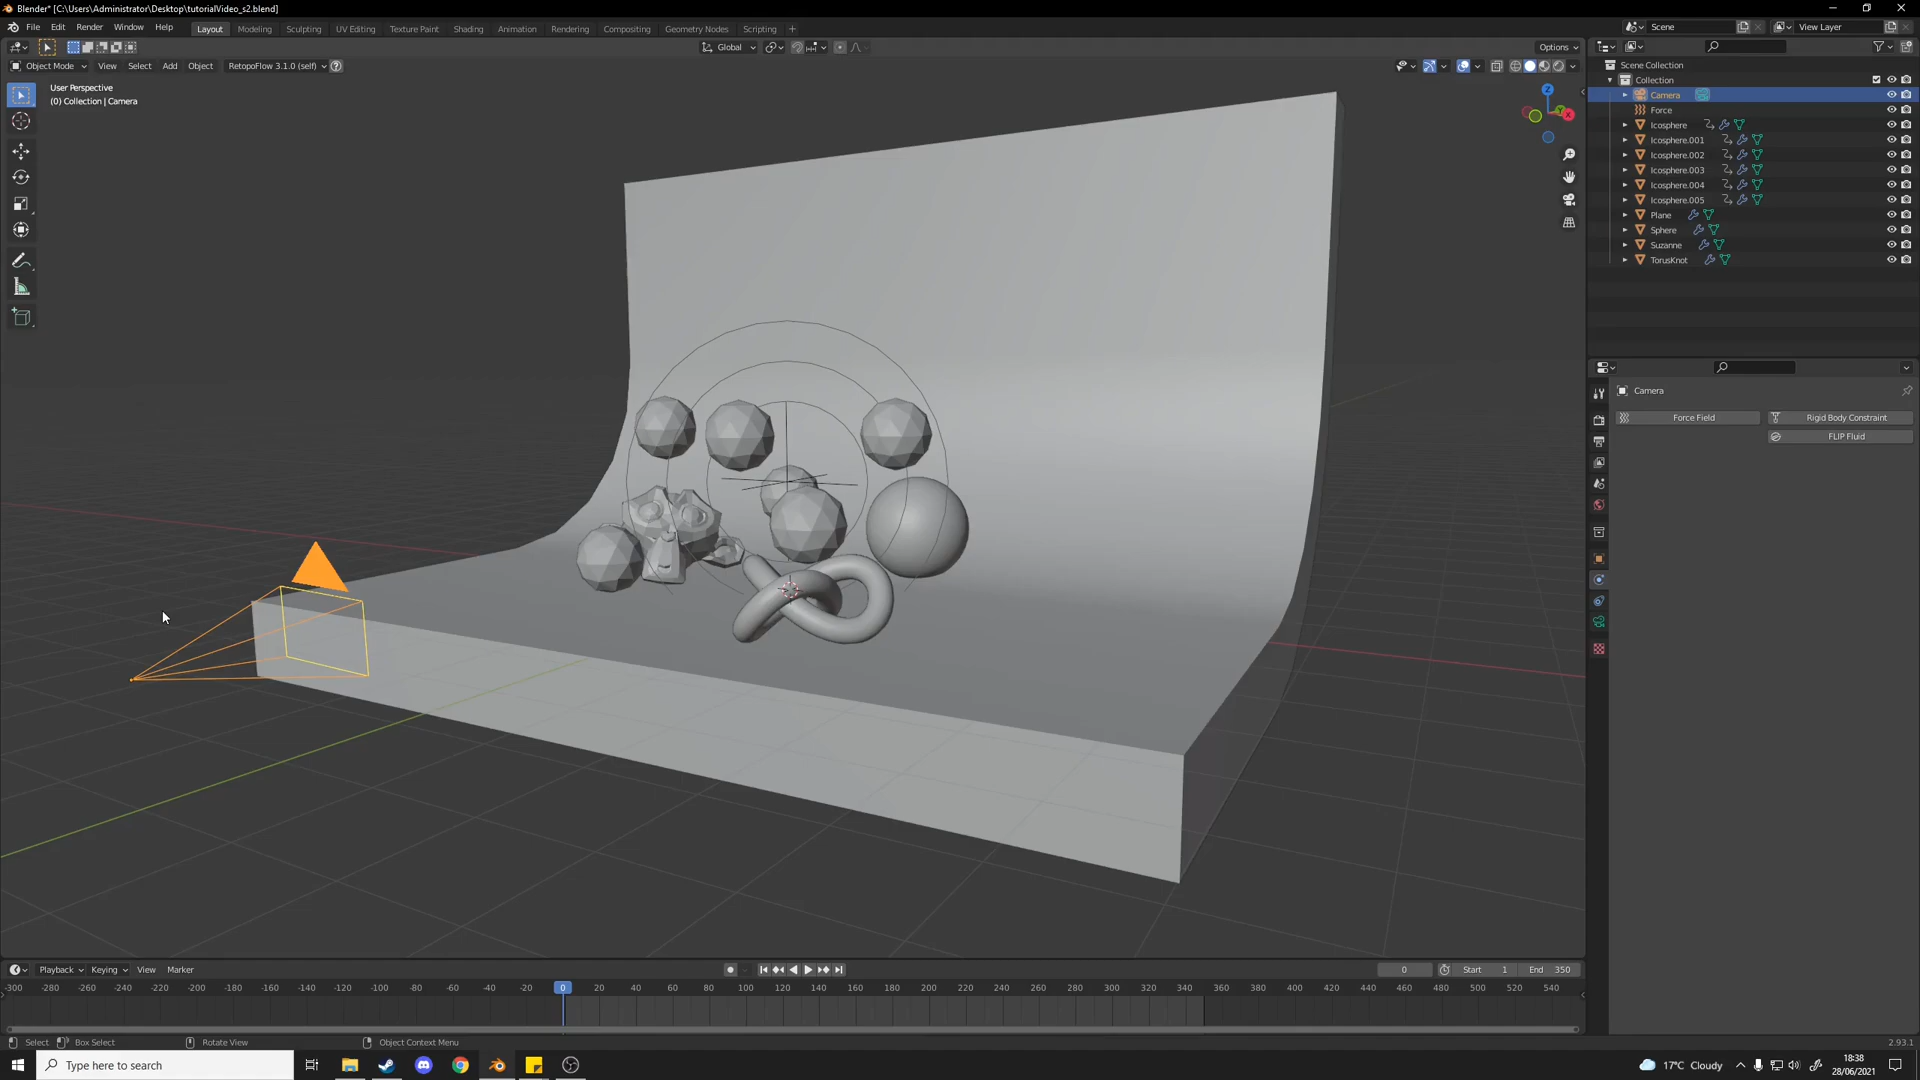 Blender* [C:\Users\Administrator\Desktop\tutorialVideo_s2.blend]
File Edit Render Window Help Layout Modeling Sculpting UV Editing Texture Paint Shading Animation Rendering Compositing Geometry Nodes Scripting + Scene View Layer
Global Options
Object Mode View Select Add Object RetopoFlow 3.1.0 (self)
User Perspective
(0) Collection | Camera
Z
Y
X
Scene Collection
Collection
Camera
Force
Icosphere
Icosphere.001
Icosphere.002
Icosphere.003
Icosphere.004
Icosphere.005
Plane
Sphere
Suzanne
TorusKnot
Camera
Force Field Rigid Body Constraint
FLIP Fluid
Playback Keying View Marker 0 Start 1 End 350
-300 -280 -260 -240 -220 -200 -180 -160 -140 -120 -100 -80 -60 -40 -20 0 20 40 60 80 100 120 140 160 180 200 220 240 260 280 300 320 340 360 380 400 420 440 460 480 500 520 540
Select Box Select Rotate View Object Context Menu 2.93.1
Type here to search 17°C Cloudy 18:38
28/06/2021